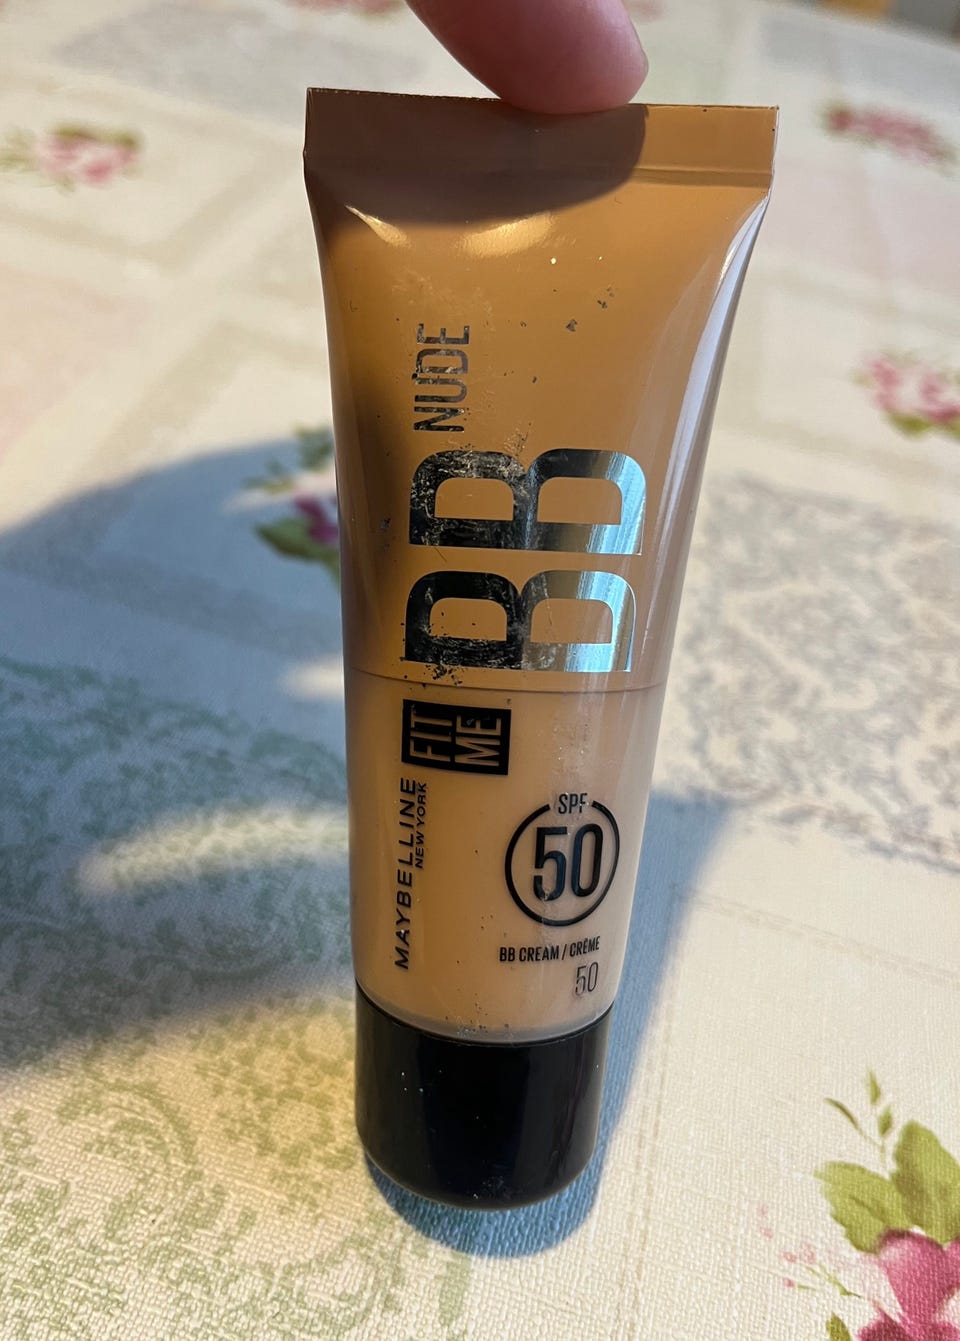 MAYBELLINE
NEW YORK
FIT
ME
BB NUDE
SPF
50
BB CREAM / CRÈME
50